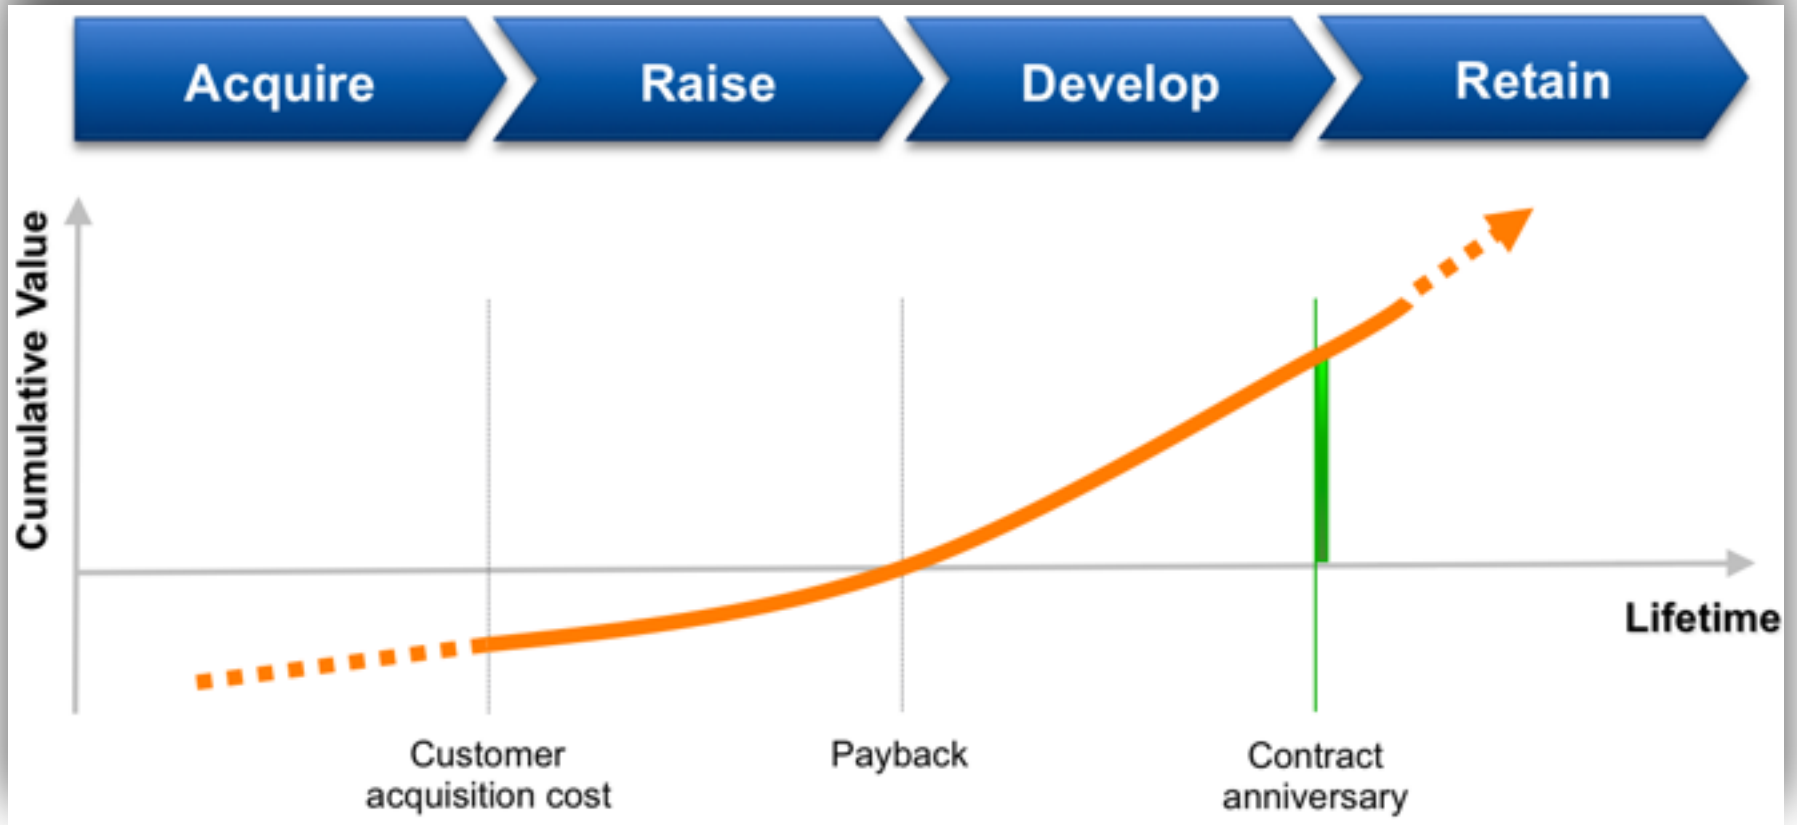 Acquire
Raise
Develop
Retain
Cumulative Value
Lifetime
Customer
acquisition cost
Payback
Contract
anniversary